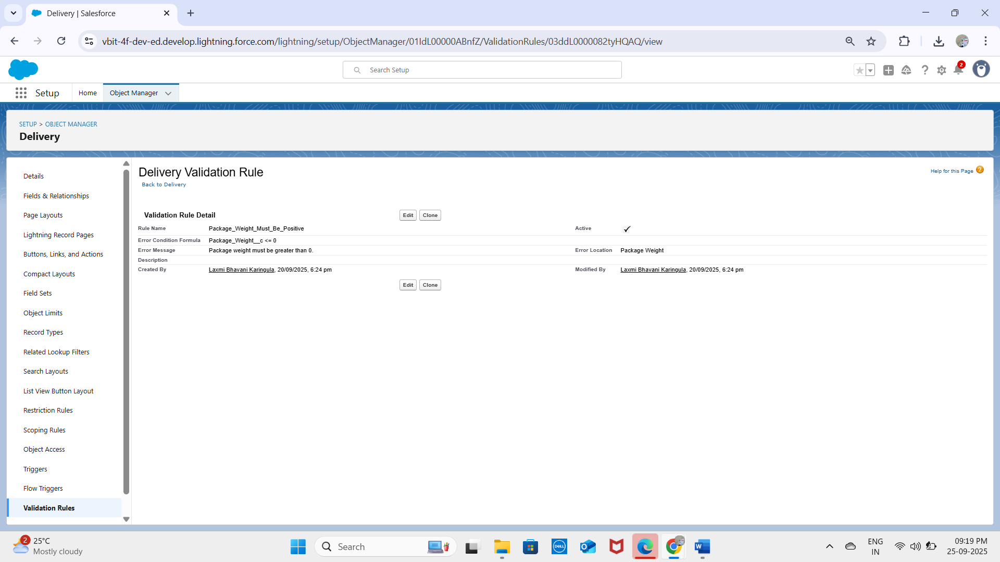 Delivery | Salesforce
vbit-4f-dev-ed.develop.lightning.force.com/lightning/setup/ObjectManager/01IdL00000ABnfZ/ValidationRules/03ddL0000082tyHQAQ/view
Search Setup
2
Setup
Home
Object Manager
SETUP > OBJECT MANAGER
Delivery
Details
Fields & Relationships
Page Layouts
Lightning Record Pages
Buttons, Links, and Actions
Compact Layouts
Field Sets
Object Limits
Record Types
Related Lookup Filters
Search Layouts
List View Button Layout
Restriction Rules
Scoping Rules
Object Access
Triggers
Flow Triggers
Validation Rules
Delivery Validation Rule
Help for this Page ?
Back to Delivery
Validation Rule Detail
Edit Clone
Rule Name Package_Weight_Must_Be_Positive Active ✓
Error Condition Formula Package_Weight__c <= 0
Error Message Package weight must be greater than 0. Error Location Package Weight
Description
Created By Laxmi Bhavani Karingula, 20/09/2025, 6:24 pm Modified By Laxmi Bhavani Karingula, 20/09/2025, 6:24 pm
Edit Clone
2
25°C
Mostly cloudy
Search
DELL
W
ENG
IN
09:19 PM
25-09-2025